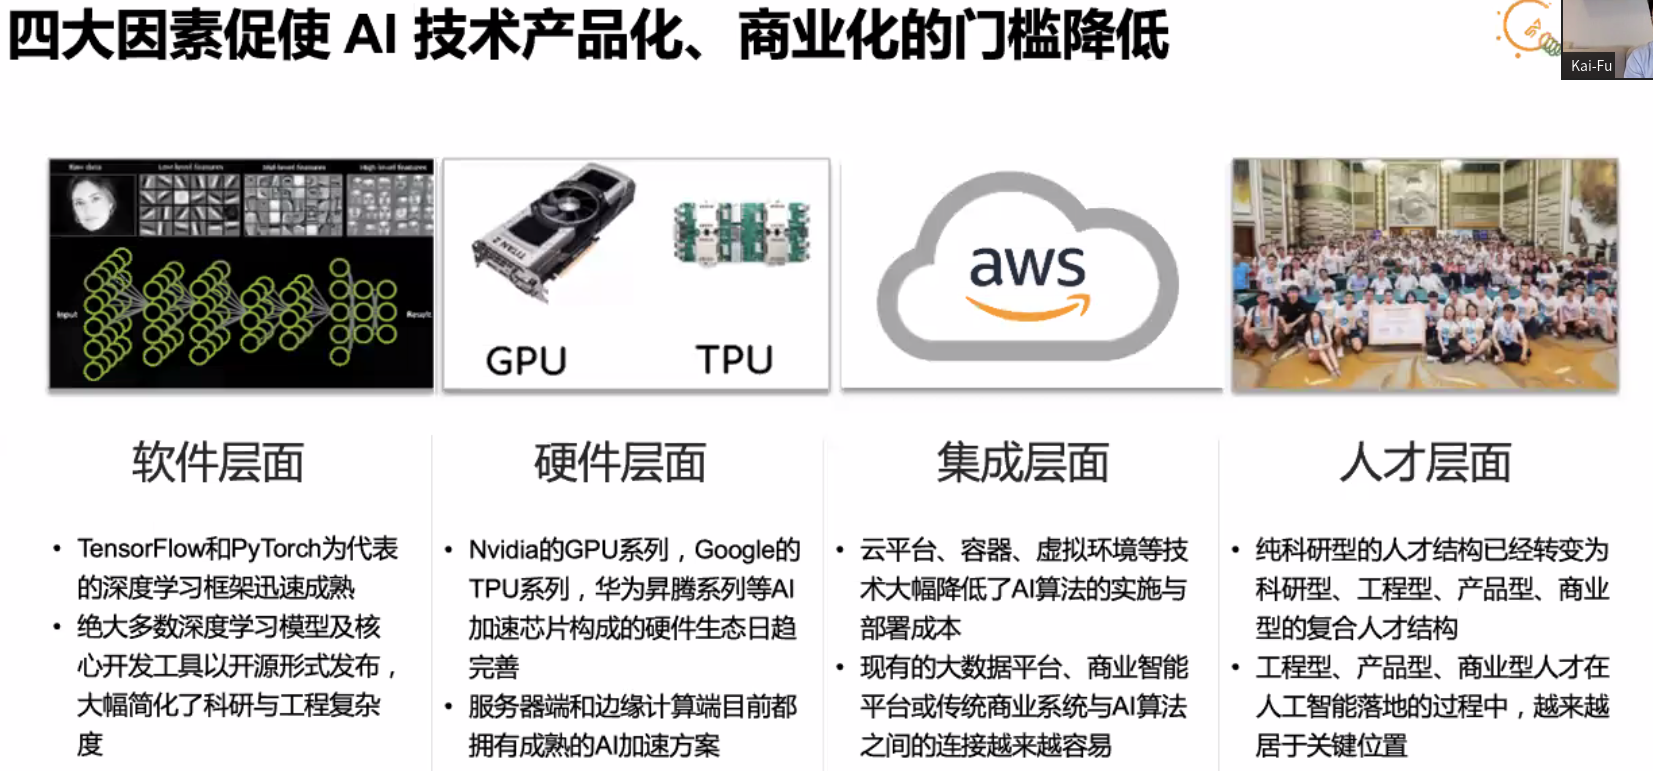 四大因素促使 AI 技术产品化、商业化的门槛降低
Kai-Fu
Raw data
Low-level features
Mid-level features
High-level features
Input
Result
TITAN Z
GPU
TPU
aws
软件层面
• TensorFlow和PyTorch为代表
的深度学习框架迅速成熟
• 绝大多数深度学习模型及核
心开发工具以开源形式发布，
大幅简化了科研与工程复杂
度
硬件层面
• Nvidia的GPU系列，Google的
TPU系列，华为昇腾系列等AI
加速芯片构成的硬件生态日趋
完善
• 服务器端和边缘计算端目前都
拥有成熟的AI加速方案
集成层面
• 云平台、容器、虚拟环境等技
术大幅降低了AI算法的实施与
部署成本
• 现有的大数据平台、商业智能
平台或传统商业系统与AI算法
之间的连接越来越容易
人才层面
• 纯科研型的人才结构已经转变为
科研型、工程型、产品型、商业
型的复合人才结构
• 工程型、产品型、商业型人才在
人工智能落地的过程中，越来越
居于关键位置